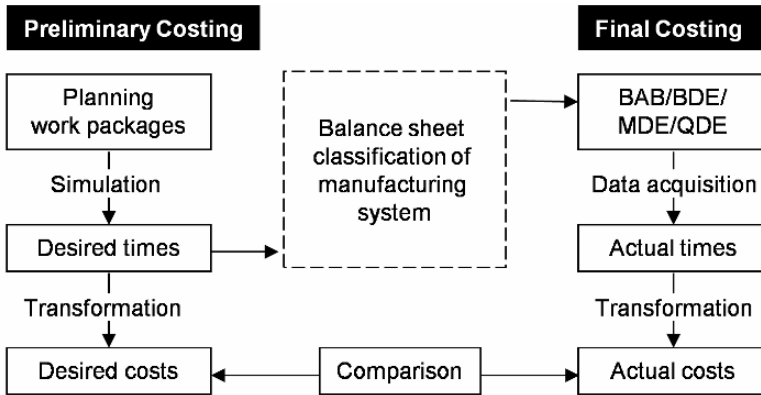 Preliminary Costing
Final Costing
Planning
work packages
Balance sheet
classification of
manufacturing
system
BAB/BDE/
MDE/QDE
Simulation
Data acquisition
Desired times
Actual times
Transformation
Transformation
Desired costs
Comparison
Actual costs